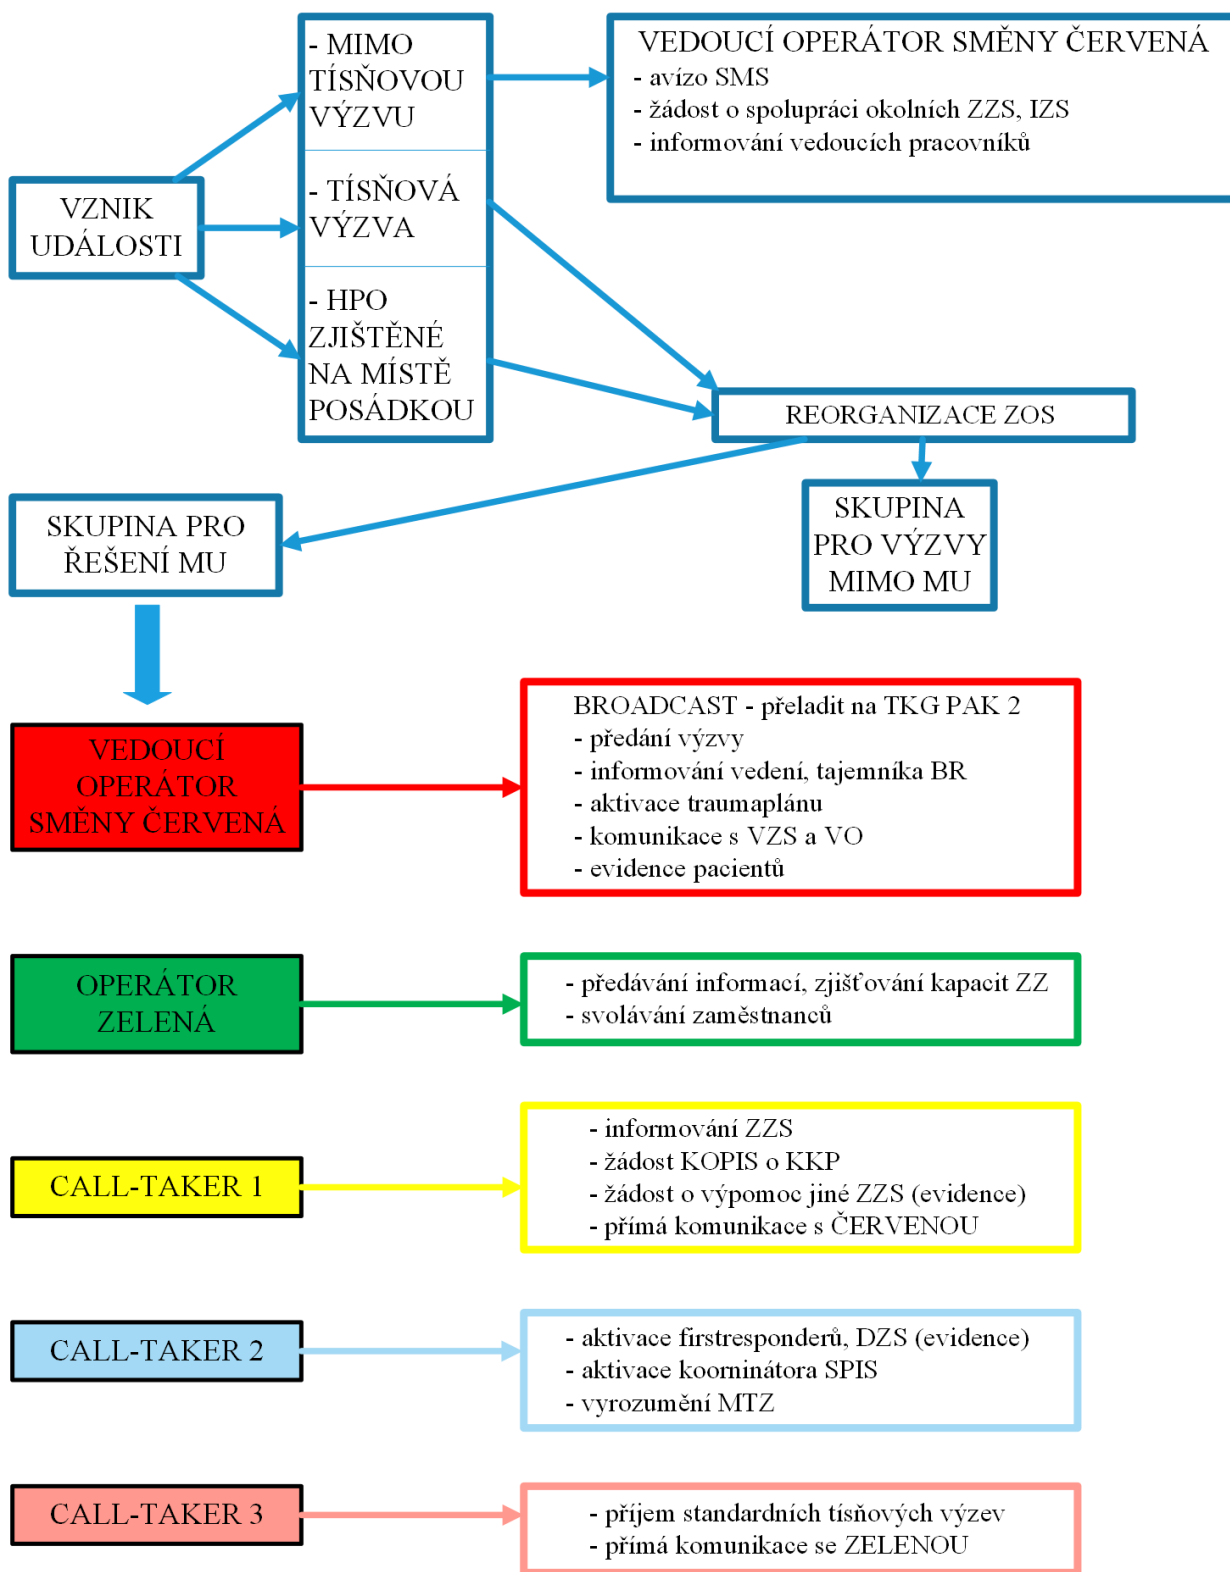 - MIMO
TÍSŇOVOU
VÝZVU
VEDOUCÍ OPERÁTOR SMĚNY ČERVENÁ
- avízo SMS
- žádost o spolupráci okolních ZZS, IZS
- informování vedoucích pracovníků
VZNIK
UDÁLOSTI
- TÍSŇOVÁ
VÝZVA
- HPO
ZJIŠTĚNÉ
NA MÍSTĚ
POSÁDKOU
REORGANIZACE ZOS
SKUPINA PRO
ŘEŠENÍ MU
SKUPINA
PRO VÝZVY
MIMO MU
VEDOUCÍ
OPERÁTOR
SMĚNY ČERVENÁ
BROADCAST - přeladit na TKG PAK 2
- předání výzvy
- informování vedení, tajemníka BR
- aktivace traumaplánu
- komunikace s VZS a VO
- evidence pacientů
OPERÁTOR
ZELENÁ
- předávání informací, zjišťování kapacit ZZ
- svolávání zaměstnanců
CALL-TAKER 1
- informování ZZS
- žádost KOPIS o KKP
- žádost o výpomoc jiné ZZS (evidence)
- přímá komunikace s ČERVENOU
CALL-TAKER 2
- aktivace firstresponderů, DZS (evidence)
- aktivace koorninátora SPIS
- vyrozumění MTZ
CALL-TAKER 3
- příjem standardních tísňových výzev
- přímá komunikace se ZELENOU